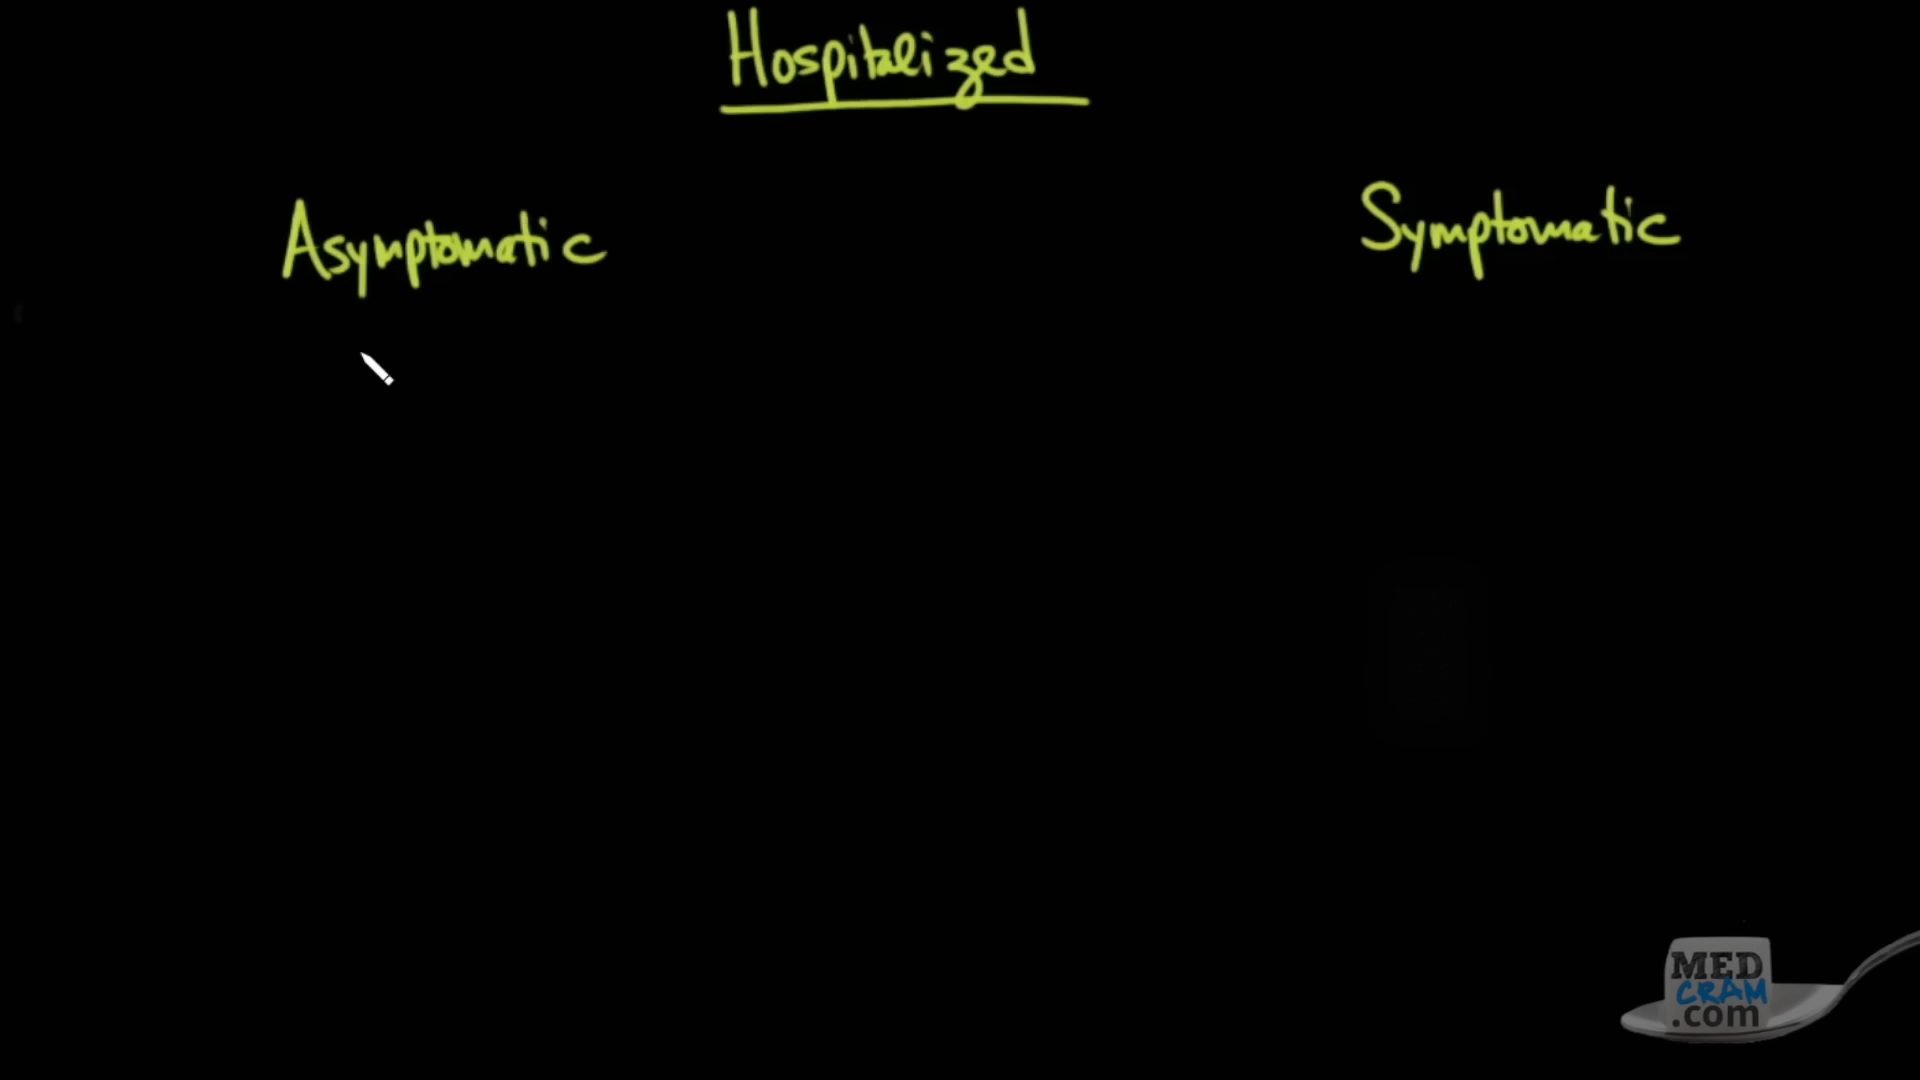 Hospitalized
Asymptomatic
Symptomatic
MED
CRAM
.com